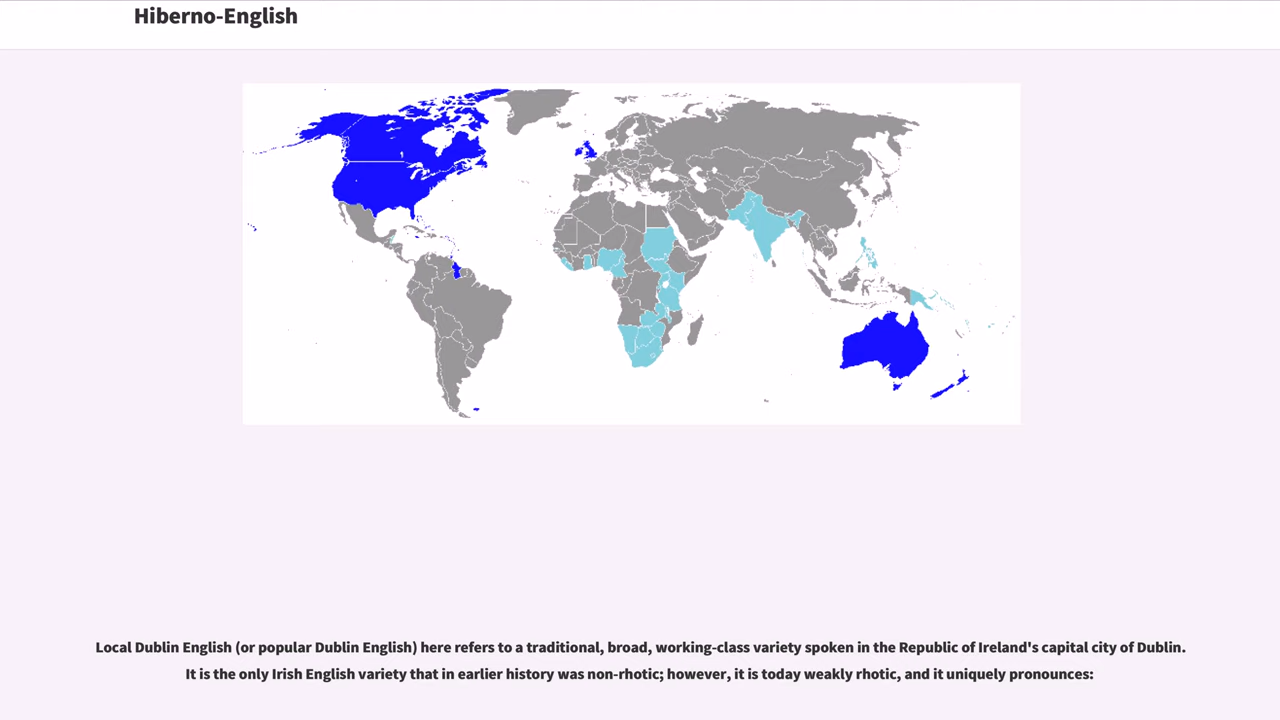 Hiberno-English
Local Dublin English (or popular Dublin English) here refers to a traditional, broad, working-class variety spoken in the Republic of Ireland's capital city of Dublin.
It is the only Irish English variety that in earlier history was non-rhotic; however, it is today weakly rhotic, and it uniquely pronounces: